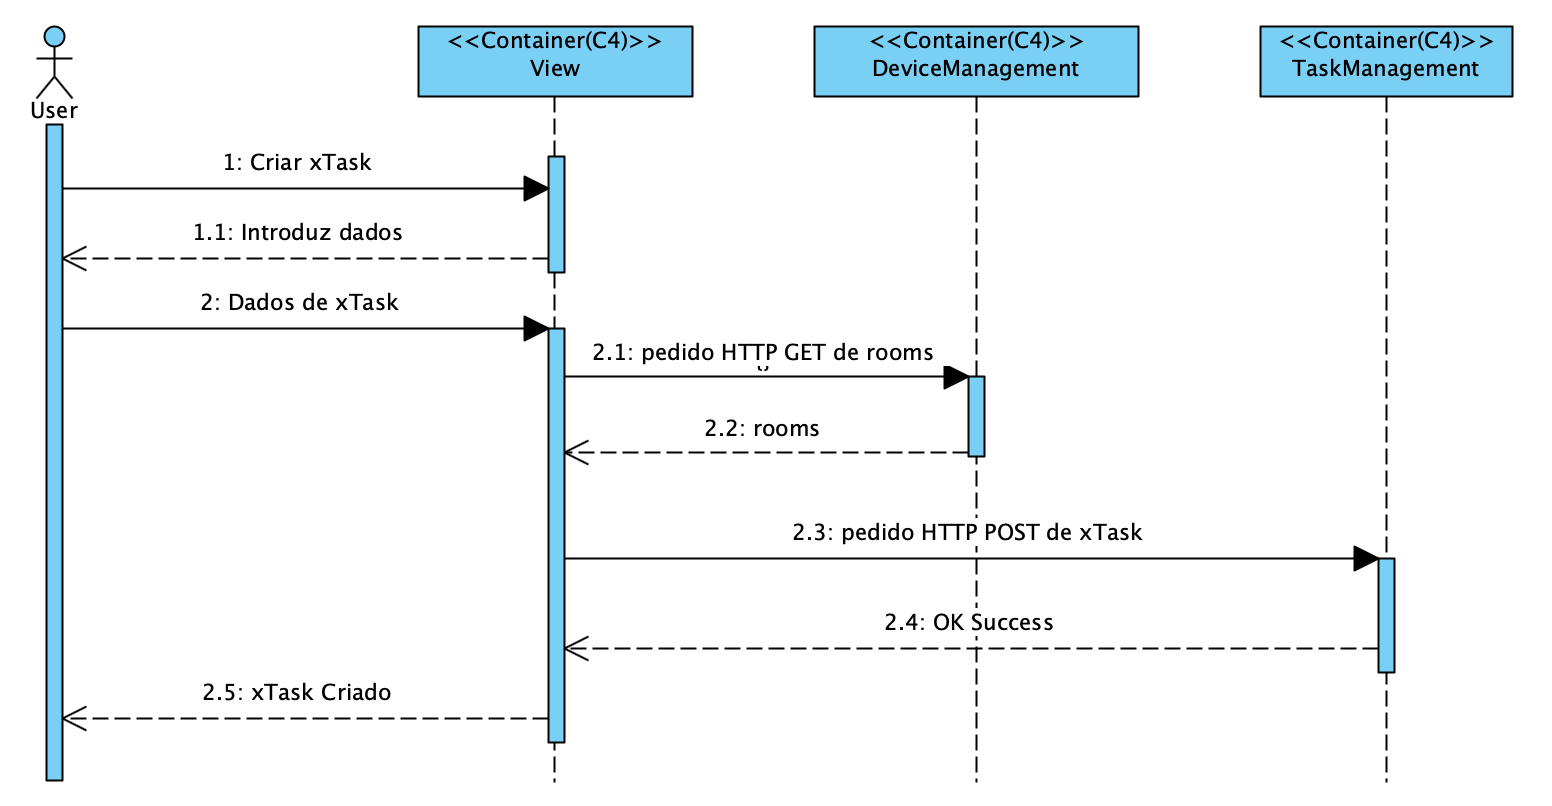 <<Container(C4)>>
View
<<Container(C4)>>
DeviceManagement
<<Container(C4)>>
TaskManagement
User
1: Criar xTask
1.1: Introduz dados
2: Dados de xTask
2.1: pedido HTTP GET de rooms
2.2: rooms
2.3: pedido HTTP POST de xTask
2.4: OK Success
2.5: xTask Criado